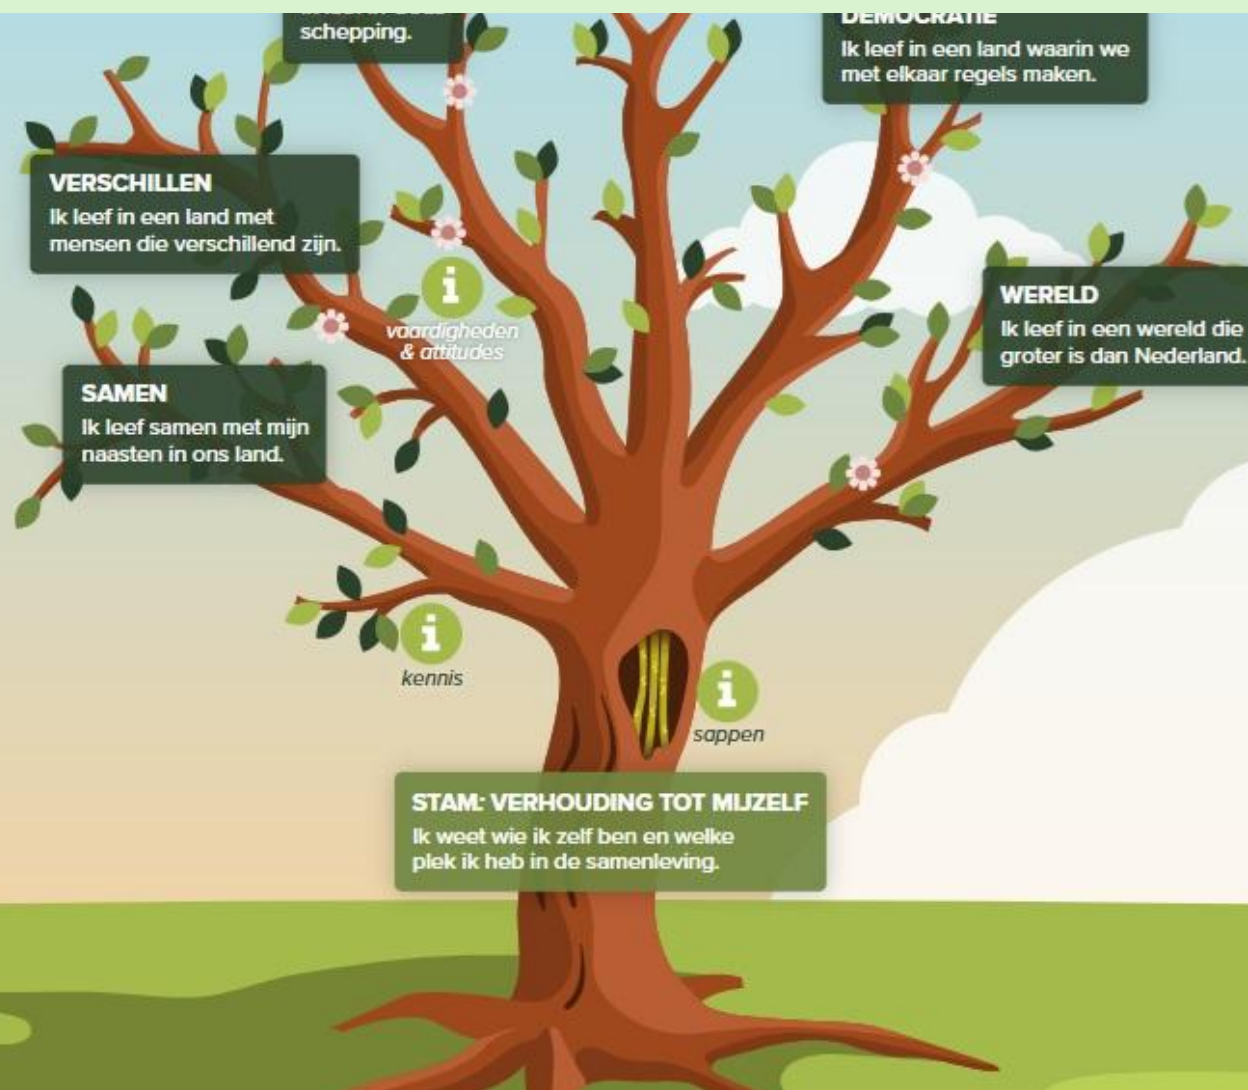 schepping.
DEMOCRATIE
Ik leef in een land waarin we
met elkaar regels maken.
VERSCHILLEN
Ik leef in een land met
mensen die verschillend zijn.
vaardigheden
& attitudes
WERELD
Ik leef in een wereld die
groter is dan Nederland.
SAMEN
Ik leef samen met mijn
naasten in ons land.
kennis
sappen
STAM: VERHOUDING TOT MIJZELF
Ik weet wie ik zelf ben en welke
plek ik heb in de samenleving.